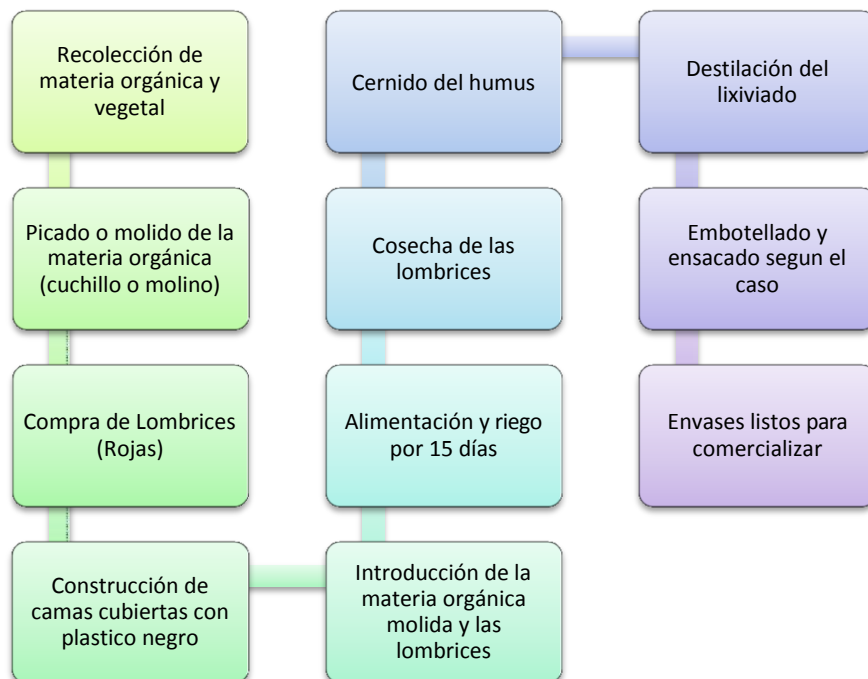 Recolección de
materia orgánica y
vegetal
Picado o molido de la
materia orgánica
(cuchillo o molino)
Compra de Lombrices
(Rojas)
Construcción de
camas cubiertas con
plastico negro
Introducción de la
materia orgánica
molida y las
lombrices
Alimentación y riego
por 15 días
Cosecha de las
lombrices
Cernido del humus
Destilación del
lixiviado
Embotellado y
ensacado segun el
caso
Envases listos para
comercializar